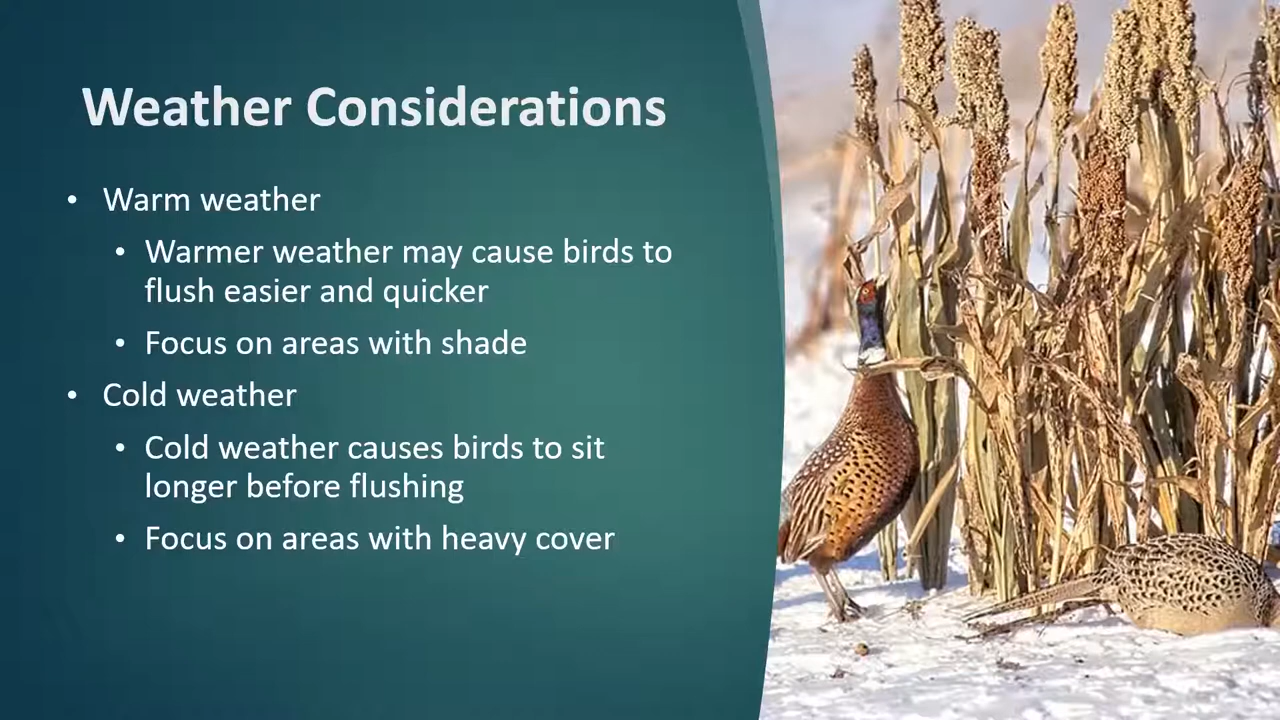 Weather Considerations
• Warm weather
• Warmer weather may cause birds to
flush easier and quicker
• Focus on areas with shade
• Cold weather
• Cold weather causes birds to sit
longer before flushing
• Focus on areas with heavy cover